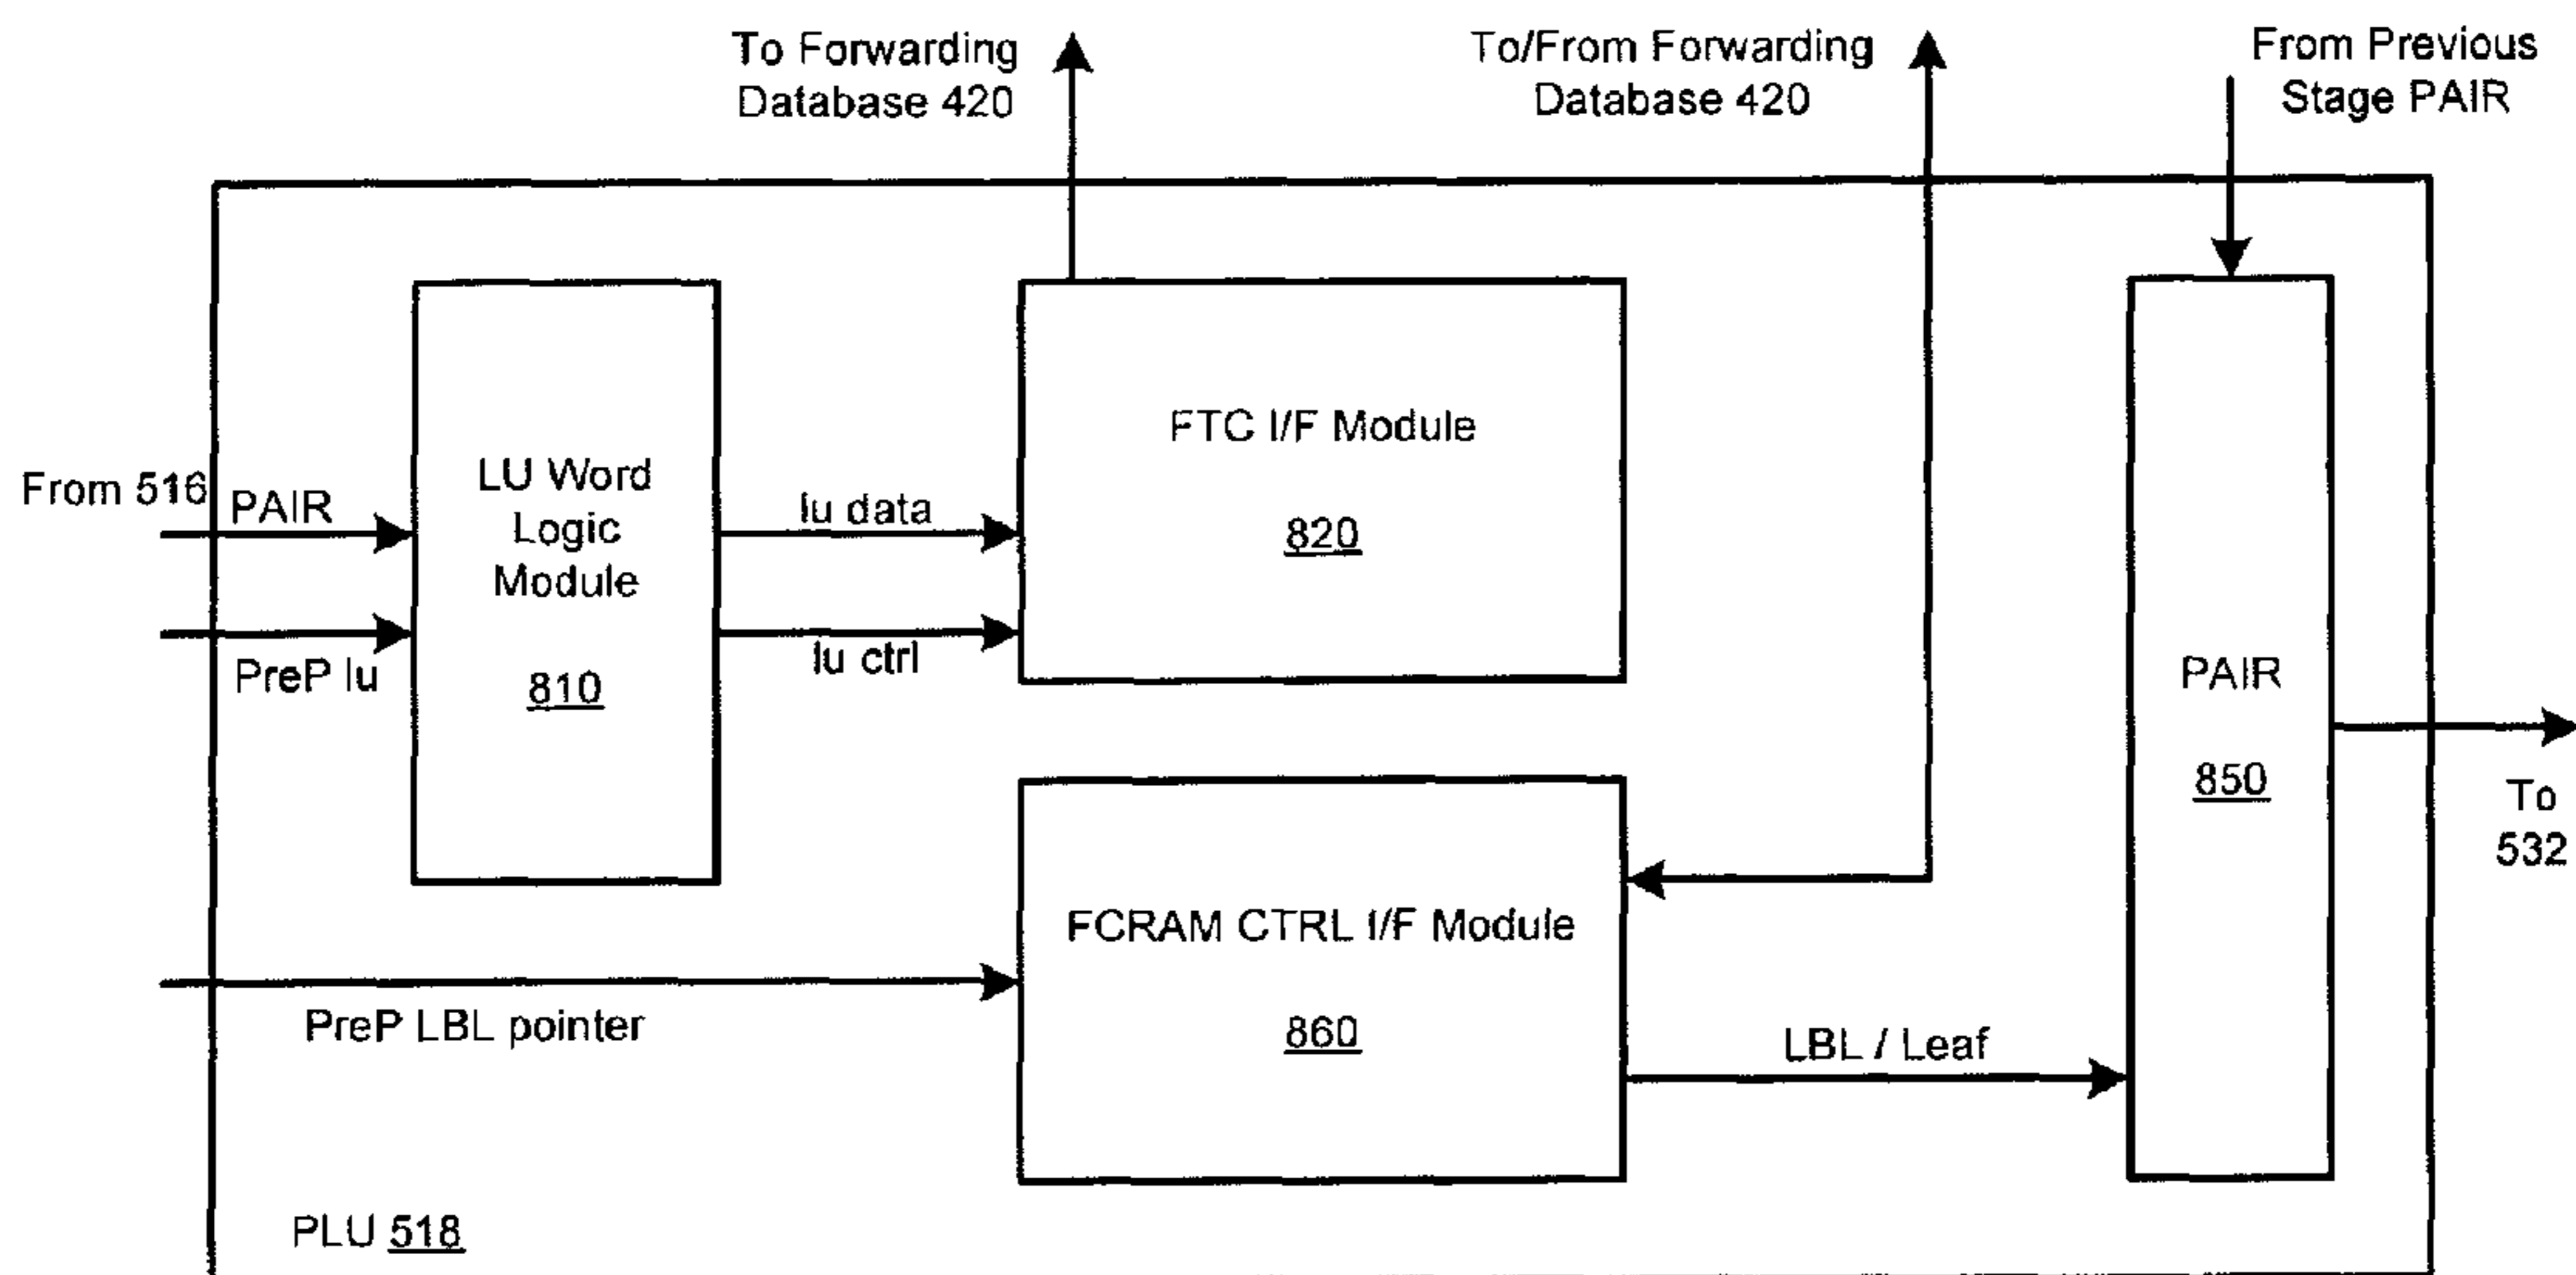 To Forwarding
Database 420
To/From Forwarding
Database 420
From Previous
Stage PAIR
From 516
PAIR
PreP lu
LU Word
Logic
Module
810
lu data
lu ctrl
FTC I/F Module
820
PreP LBL pointer
FCRAM CTRL I/F Module
860
LBL / Leaf
PAIR
850
To
532
PLU 518